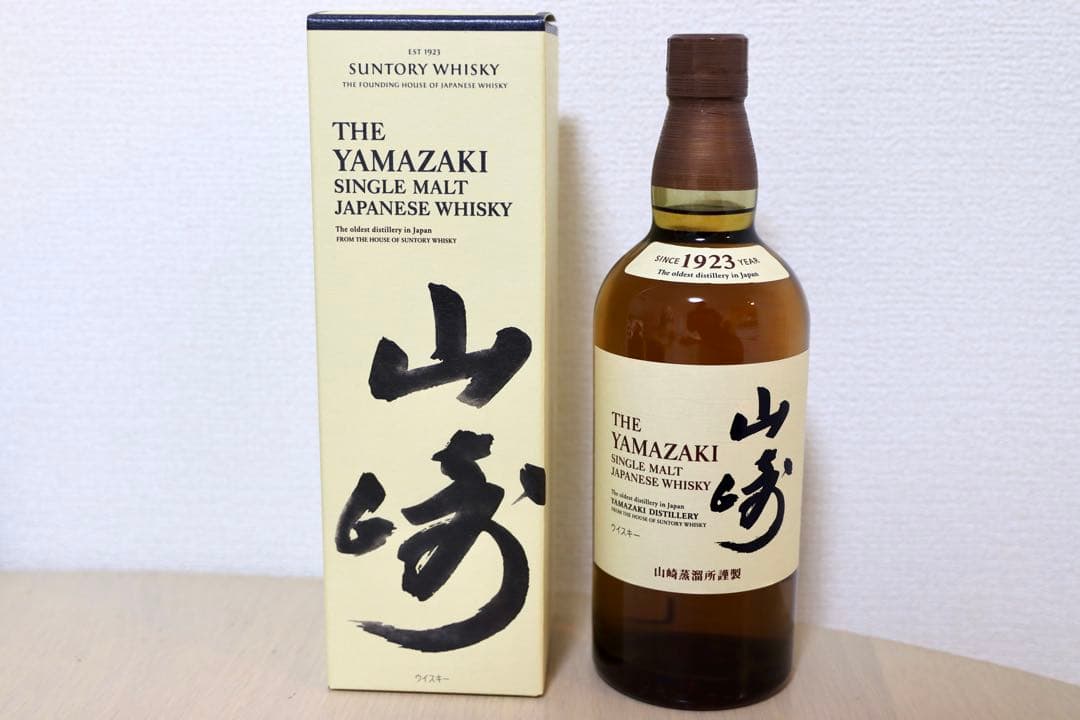 EST 1923
SUNTORY WHISKY
THE FOUNDING HOUSE OF JAPANESE WHISKY
THE
YAMAZAKI
SINGLE MALT
JAPANESE WHISKY
The oldest distillery in Japan
FROM THE HOUSE OF SUNTORY WHISKY
山
崎
ウイスキー
SINCE 1923 YEAR
The oldest distillery in Japan
THE
YAMAZAKI
SINGLE MALT
JAPANESE WHISKY
The oldest distillery in Japan
YAMAZAKI DISTILLERY
FROM THE HOUSE OF SUNTORY WHISKY
ウイスキー
山
崎
山崎蒸溜所謹製